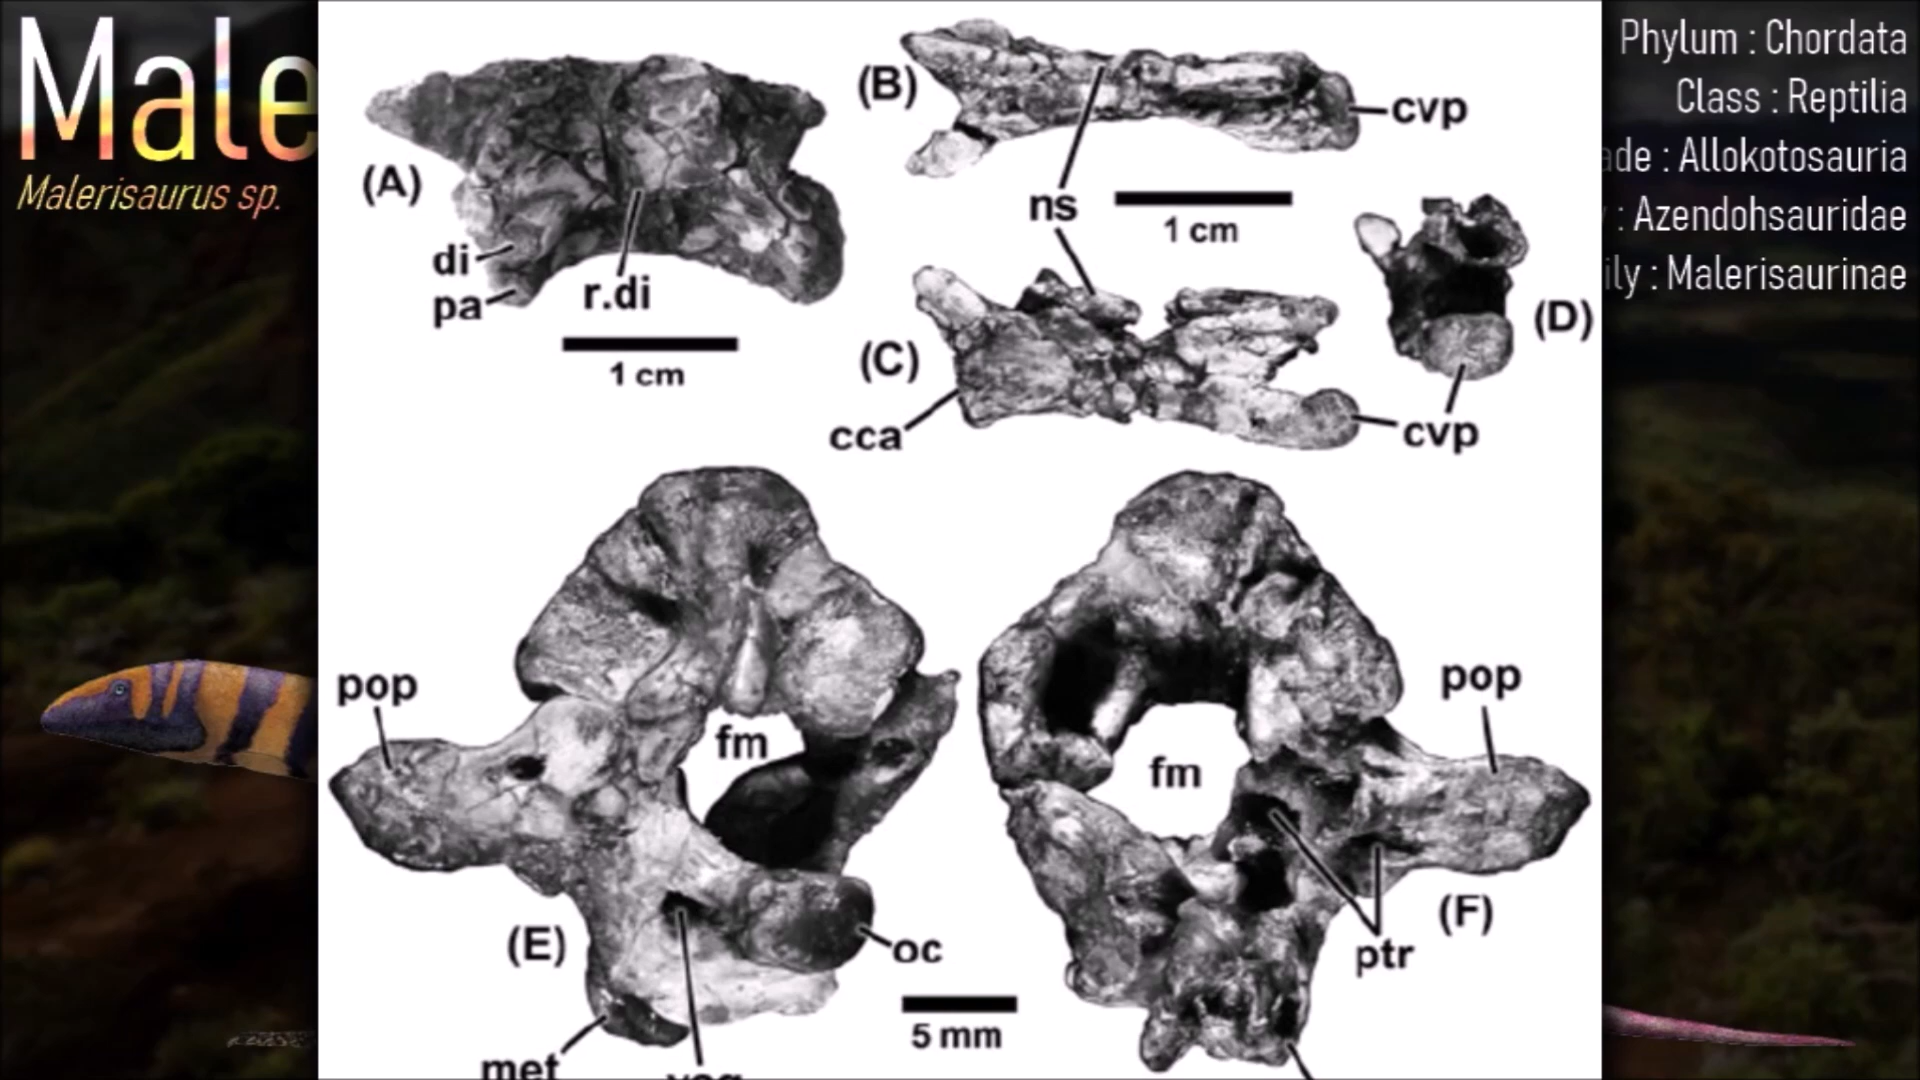 Male
Malerisaurus sp.
Phylum : Chordata
Class : Reptilia
ade : Allokotosauria
: Azendohsauridae
ily : Malerisaurinae
(A)
di
pa
r.di
1 cm
(B)
cvp
ns
1 cm
(C)
cca
cvp
(D)
pop
fm
(E)
oc
met
5 mm
fm
pop
(F)
ptr